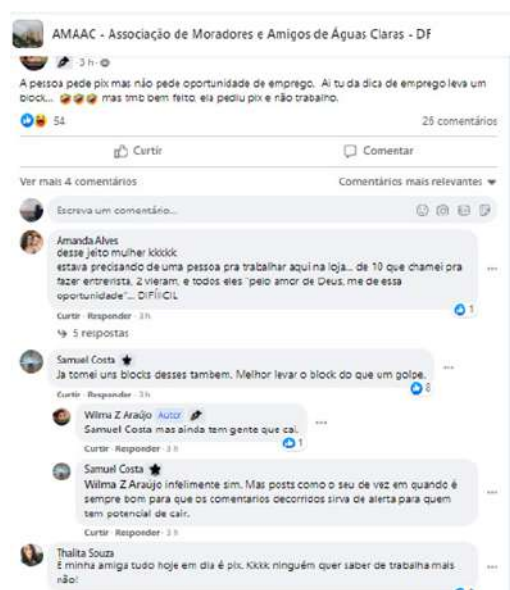 AMAAC - Associação de Moradores e Amigos de Águas Claras - DF
3 h
A pessoa pede pix mas não pede oportunidade de emprego. Ai tu da dica de emprego leva um
block... mas tmb bem feito, ela pediu pix e não trabalho.
54
25 comentários
Curtir
Comentar
Ver mais 4 comentários
Comentários mais relevantes
Escreva um comentário...
Amanda Alves
desse jeito mulher kkkkk
estava precisando de uma pessoa pra trabalhar aqui na loja... de 10 que chamei pra
fazer entrevista, 2 vieram, e todos eles "pelo amor de Deus, me de essa
oportunidade"... DIFÍICIL
1
Curtir · Responder · 3 h
5 respostas
Samuel Costa
Ja tomei uns blocks desses tambem. Melhor levar o block do que um golpe.
8
Curtir · Responder · 3 h
Wilma Z Araújo Autor
Samuel Costa mas ainda tem gente que cai.
1
Curtir · Responder · 3 h
Samuel Costa
Wilma Z Araújo infelimente sim. Mas posts como o seu de vez em quando é
sempre bom para que os comentarios decorridos sirva de alerta para quem
tem potencial de cair.
Curtir · Responder · 3 h
Thalita Souza
E minha amiga tudo hoje em dia é pix. Kkkk ninguém quer saber de trabalha mais
não!